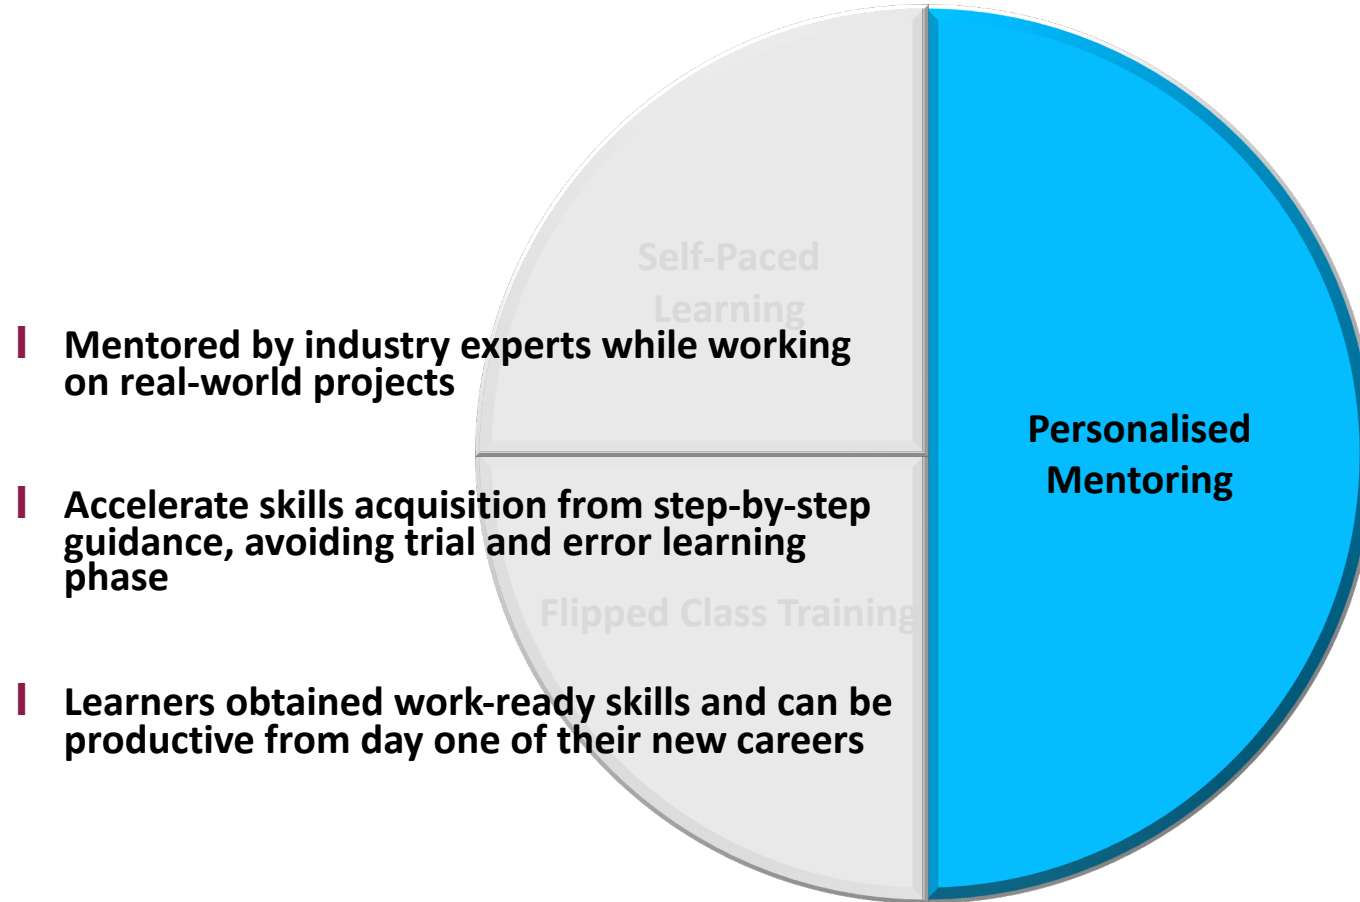 Self-Paced
Learning
Mentored by industry experts while working
on real-world projects
Personalised
Mentoring
Accelerate skills acquisition from step-by-step
guidance, avoiding trial and error learning
phase
Flipped Class Training
Learners obtained work-ready skills and can be
productive from day one of their new careers